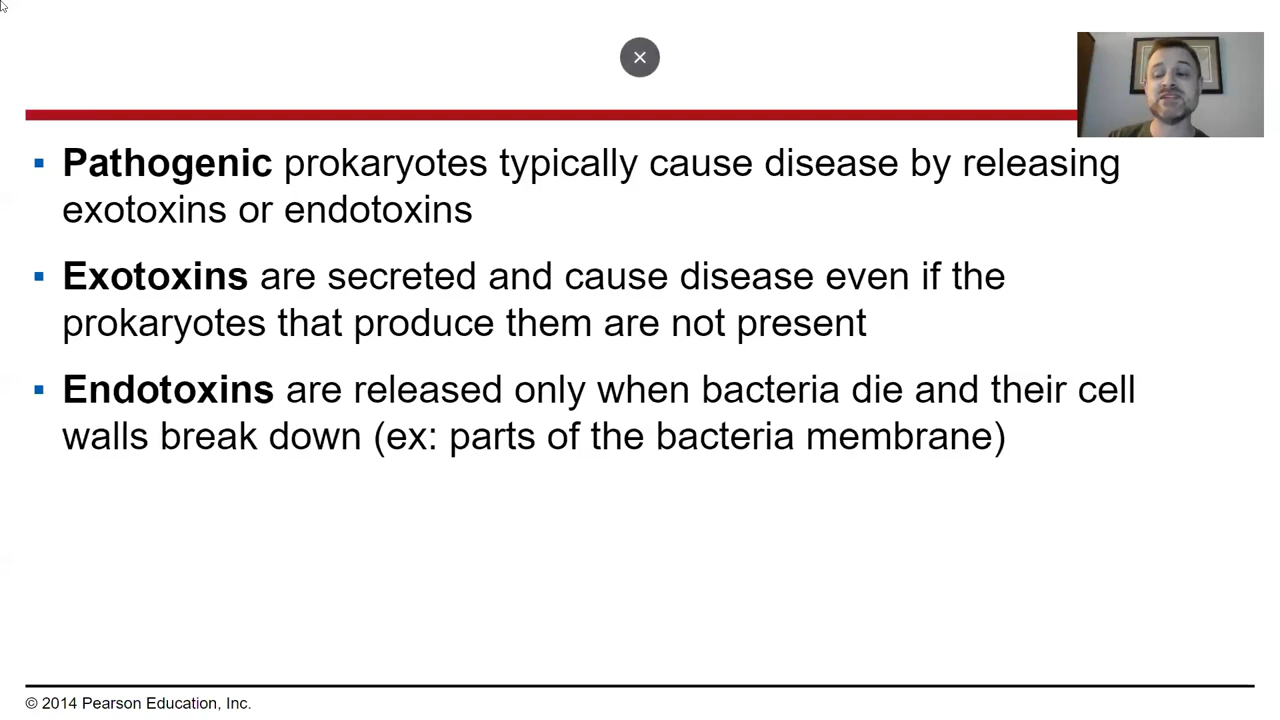 Pathogenic prokaryotes typically cause disease by releasing
exotoxins or endotoxins
Exotoxins are secreted and cause disease even if the
prokaryotes that produce them are not present
Endotoxins are released only when bacteria die and their cell
walls break down (ex: parts of the bacteria membrane)
© 2014 Pearson Education, Inc.